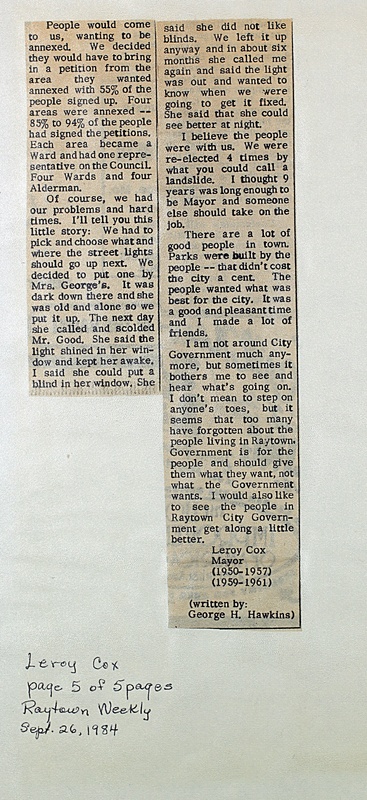 People would come
to us, wanting to be
annexed. We decided
they would have to bring
in a petition from the
area they wanted
annexed with 55% of the
people signed up. Four
areas were annexed --
85% to 94% of the people
had signed the petitions.
Each area became a
Ward and had one repre-
sentative on the Council.
Four Wards and four
Alderman.
Of course, we had
our problems and hard
times. I'll tell you this
little story: We had to
pick and choose what and
where the street lights
should go up next. We
decided to put one by
Mrs. George's. It was
dark down there and she
was old and alone so we
put it up. The next day
she called and scolded
Mr. Good. She said the
light shined in her win-
dow and kept her awake.
I said she could put a
blind in her window. She
said she did not like
blinds. We left it up
anyway and in about six
months she called me
again and said the light
was out and wanted to
know when we were
going to get it fixed.
She said that she could
see better at night.
I believe the people
were with us. We were
re-elected 4 times by
what you could call a
landslide. I thought 9
years was long enough to
be Mayor and someone
else should take on the
job.
There are a lot of
good people in town.
Parks were built by the
people -- that didn't cost
the city a cent. The
people wanted what was
best for the city. It was
a good and pleasant time
and I made a lot of
friends.
I am not around City
Government much any-
more, but sometimes it
bothers me to see and
hear what's going on.
I don't mean to step on
anyone's toes, but it
seems that too many
have forgotten about the
people living in Raytown.
Government is for the
people and should give
them what they want, not
what the Government
wants. I would also like
to see the people in
Raytown City Govern-
ment get along a little
better.
Leroy Cox
Mayor
(1950-1957)
(1959-1961)
(written by:
George H. Hawkins)
Leroy Cox
page 5 of 5 pages
Raytown Weekly
Sept. 26, 1984